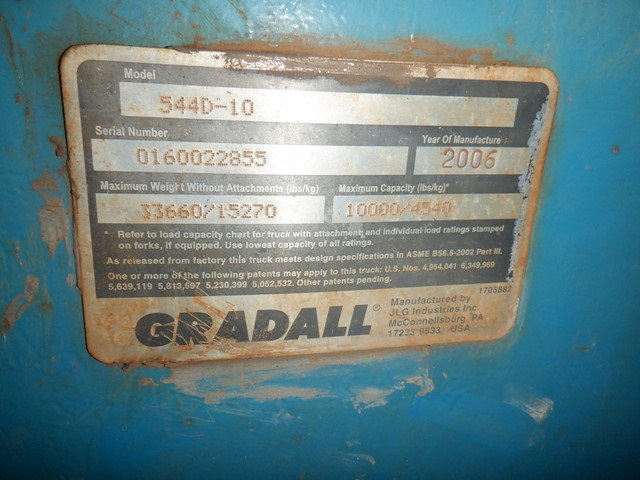 Model
544D-10
Serial Number
0160022855
Year Of Manufacture
2006
Maximum Weight Without Attachments (lbs/kg)
33660/15270
Maximum Capacity (lbs/kg)*
10000/4540
* Refer to load capacity chart for truck with attachment and individual load ratings stamped
on forks, if equipped. Use lowest capacity of all ratings.
As released from factory this truck meets design specifications in ASME B56.6-2002 Part III.
One or more of the following patents may apply to this truck: U.S. Nos. 4,954,041 6,349,969
5,639,119 5,813,697 5,230,399 5,052,532. Other patents pending.
1705882
GRADALL®
Manufactured by
JLG Industries Inc.
McConnellsburg, PA
17233-9533 USA